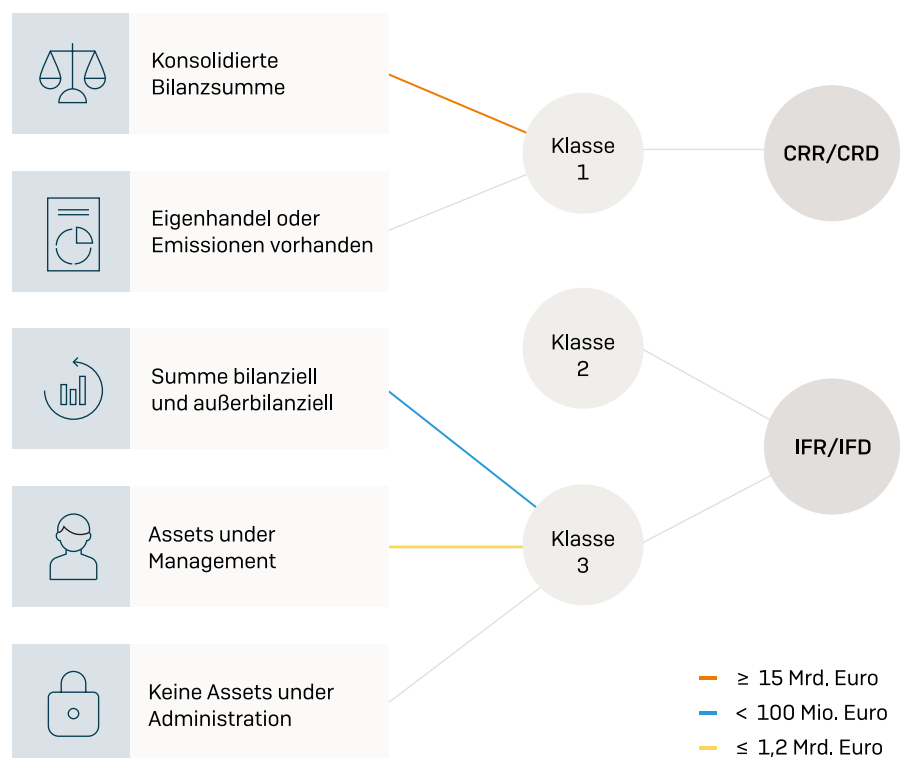 Konsolidierte
Bilanzsumme
Eigenhandel oder
Emissionen vorhanden
Summe bilanziell
und außerbilanziell
Assets under
Management
Keine Assets under
Administration
Klasse
1
Klasse
2
Klasse
3
CRR/CRD
IFR/IFD
≥ 15 Mrd. Euro
< 100 Mio. Euro
≤ 1,2 Mrd. Euro